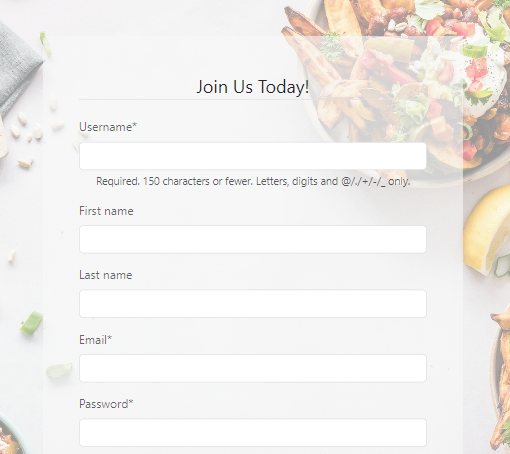 Join Us Today!
Username*
Required. 150 characters or fewer. Letters, digits and @/./+/-/_ only.
First name
Last name
Email*
Password*